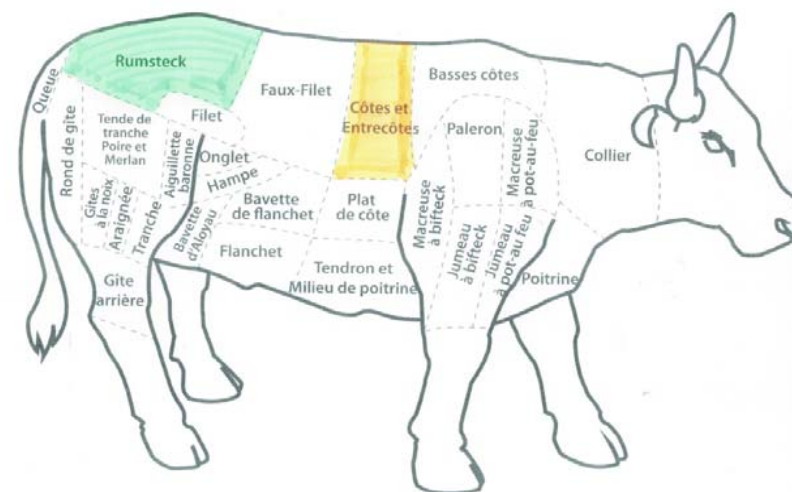 Rumsteck
Queue
Rond de gîte
Tende de
tranche
Poire et
Merlan
Filet
Faux-Filet
Côtes et
Entrecôtes
Basses côtes
Paleron
Macreuse
à pot-au-feu
Collier
Aiguillette
baronne
Onglet
Hampe
Gîtes
à la noix
Araignée
Tranche
Bavette
d'Aloyau
Bavette
de flanchet
Plat
de côte
Macreuse
à bifteck
Jumeau
à bifteck
Jumeau
à pot-au feu
Flanchet
Tendron et
Milieu de poitrine
Poitrine
Gîte
arrière